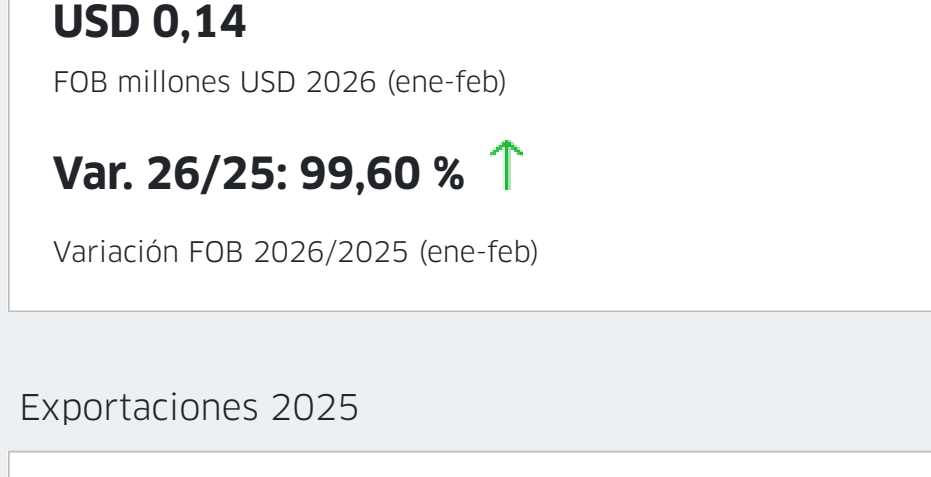 USD 0,14
FOB millones USD 2026 (ene-feb)
Var. 26/25: 99,60 %
Variación FOB 2026/2025 (ene-feb)
Exportaciones 2025